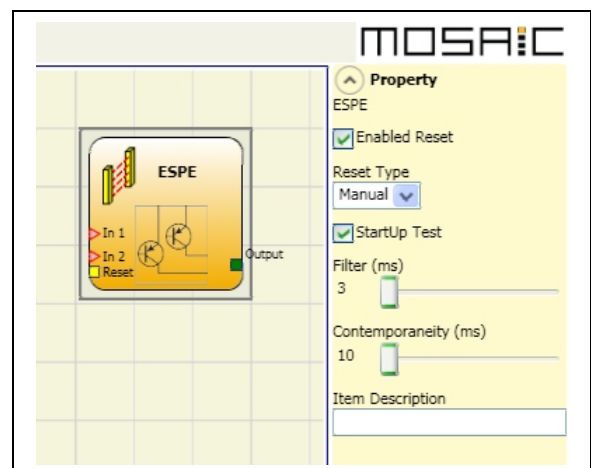 MOSAIC
Property
ESPE
Enabled Reset
Reset Type
Manual
StartUp Test
Filter (ms)
3
Contemporaneity (ms)
10
Item Description
ESPE
In 1
In 2
Reset
Output